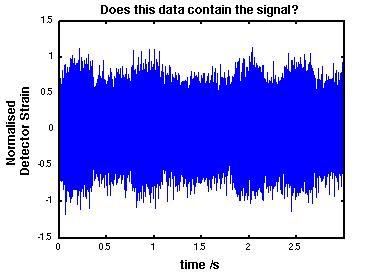 Does this data contain the signal?
1.5
1
0.5
0
-0.5
-1
-1.5
Normalised
Detector Strain
0 0.5 1 1.5 2 2.5
time /s